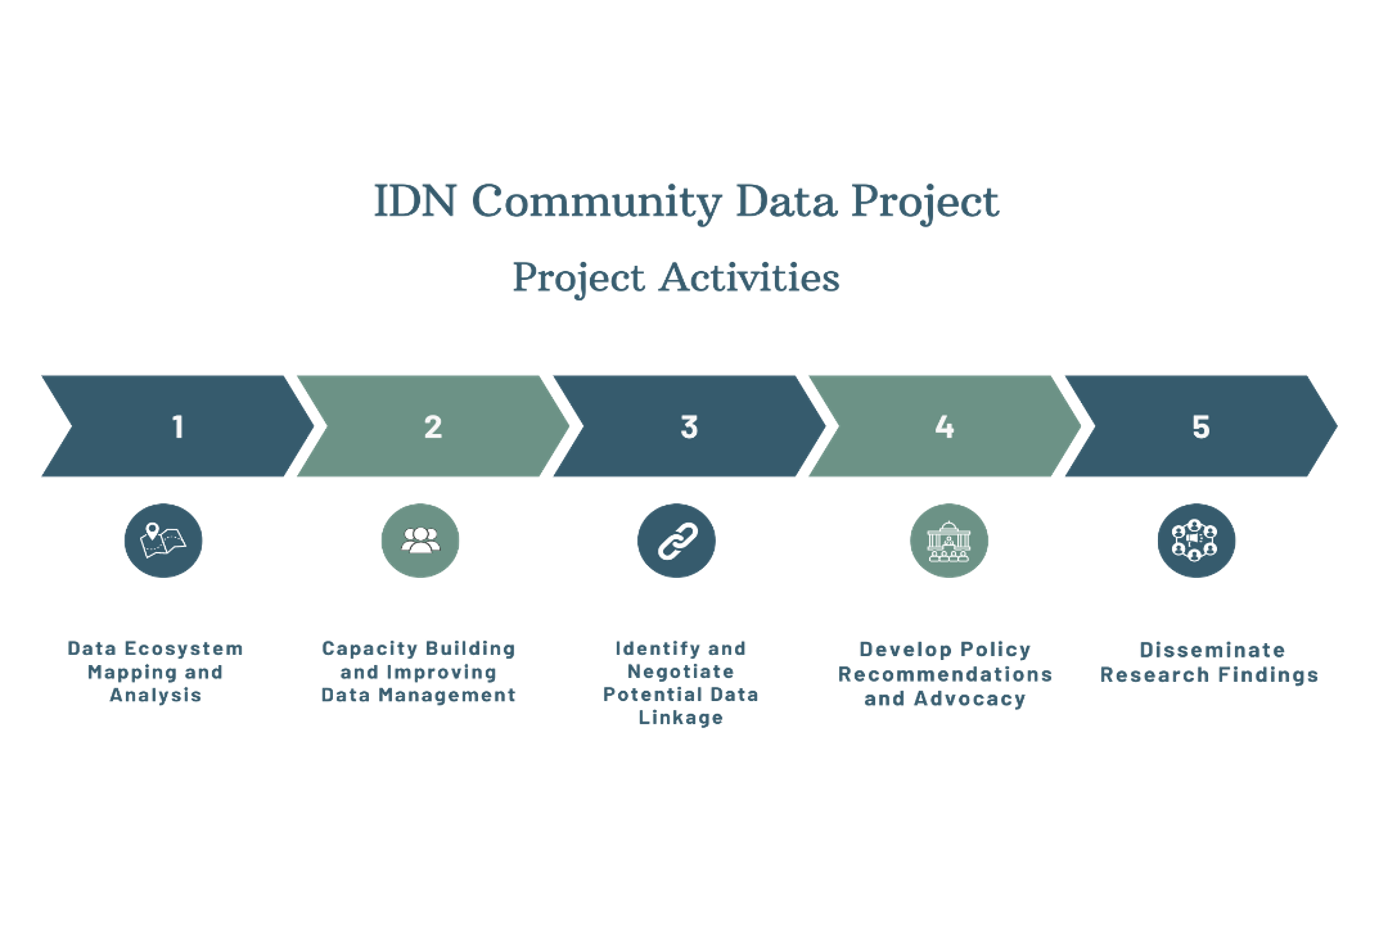 IDN Community Data Project
Project Activities
1
2
3
4
5
Data Ecosystem
Mapping and
Analysis
Capacity Building
and Improving
Data Management
Identify and
Negotiate
Potential Data
Linkage
Develop Policy
Recommendations
and Advocacy
Disseminate
Research Findings